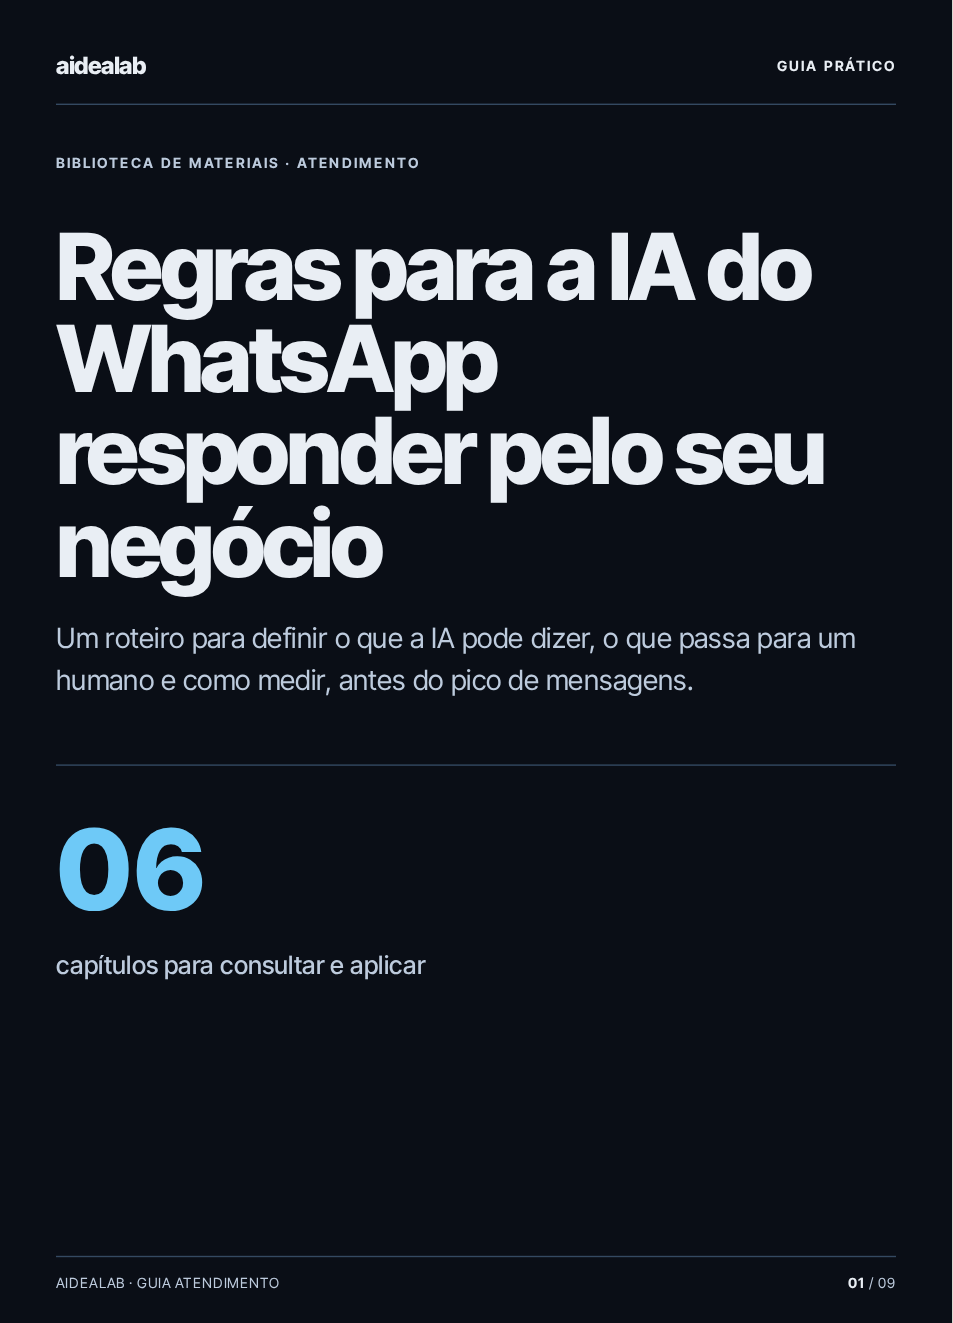 aidealab
GUIA PRÁTICO
BIBLIOTECA DE MATERIAIS · ATENDIMENTO
Regras para a IA do
WhatsApp
responder pelo seu
negócio
Um roteiro para definir o que a IA pode dizer, o que passa para um
humano e como medir, antes do pico de mensagens.
06
capítulos para consultar e aplicar
AIDEALAB · GUIA ATENDIMENTO
01 / 09